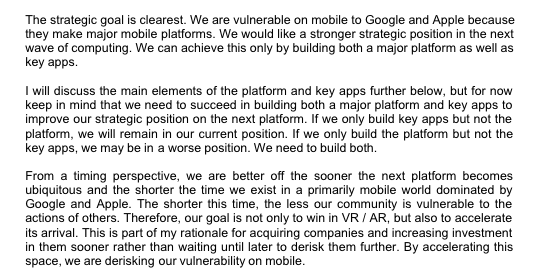 The strategic goal is clearest. We are vulnerable on mobile to Google and Apple because
they make major mobile platforms. We would like a stronger strategic position in the next
wave of computing. We can achieve this only by building both a major platform as well as
key apps.
I will discuss the main elements of the platform and key apps further below, but for now
keep in mind that we need to succeed in building both a major platform and key apps to
improve our strategic position on the next platform. If we only build key apps but not the
platform, we will remain in our current position. If we only build the platform but not the
key apps, we may be in a worse position. We need to build both.
From a timing perspective, we are better off the sooner the next platform becomes
ubiquitous and the shorter the time we exist in a primarily mobile world dominated by
Google and Apple. The shorter this time, the less our community is vulnerable to the
actions of others. Therefore, our goal is not only to win in VR / AR, but also to accelerate
its arrival. This is part of my rationale for acquiring companies and increasing investment
in them sooner rather than waiting until later to derisk them further. By accelerating this
space, we are derisking our vulnerability on mobile.